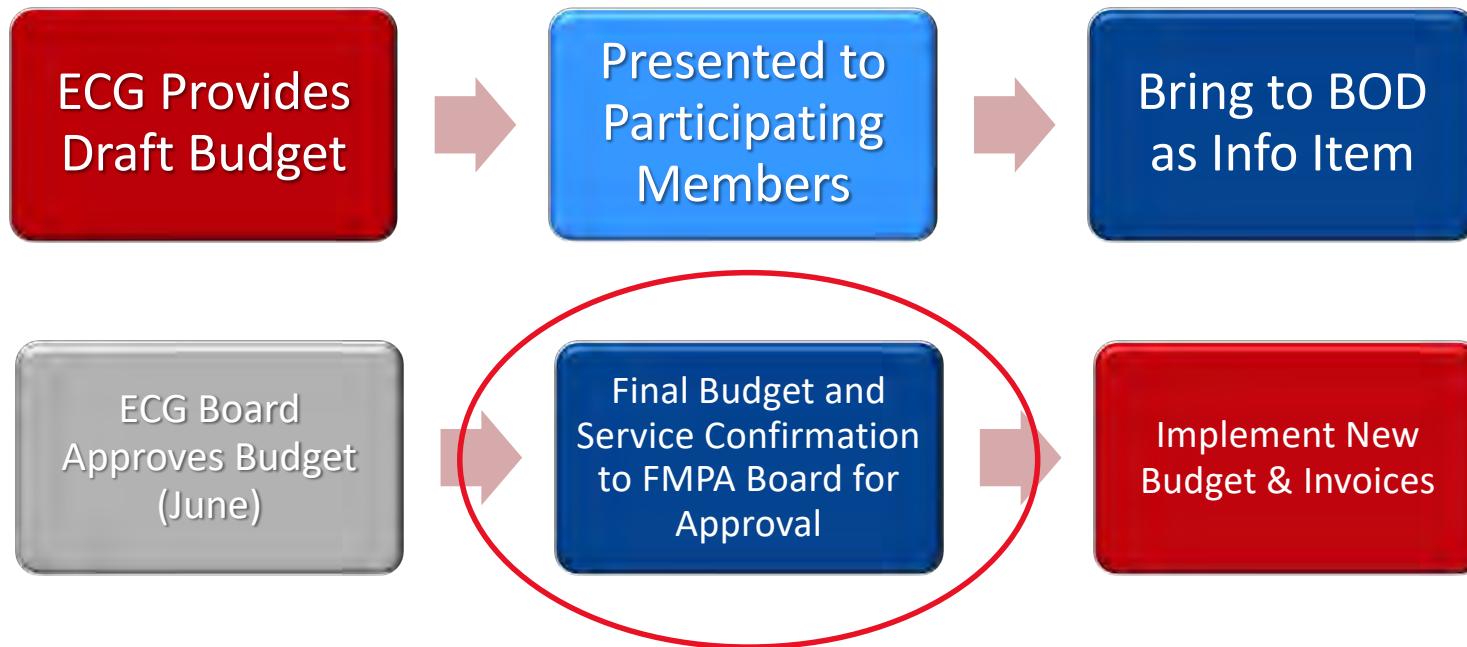 ECG Provides
Draft Budget
Presented to
Participating
Members
Bring to BOD
as Info Item
ECG Board
Approves Budget
(June)
Final Budget and
Service Confirmation
to FMPA Board for
Approval
Implement New
Budget & Invoices